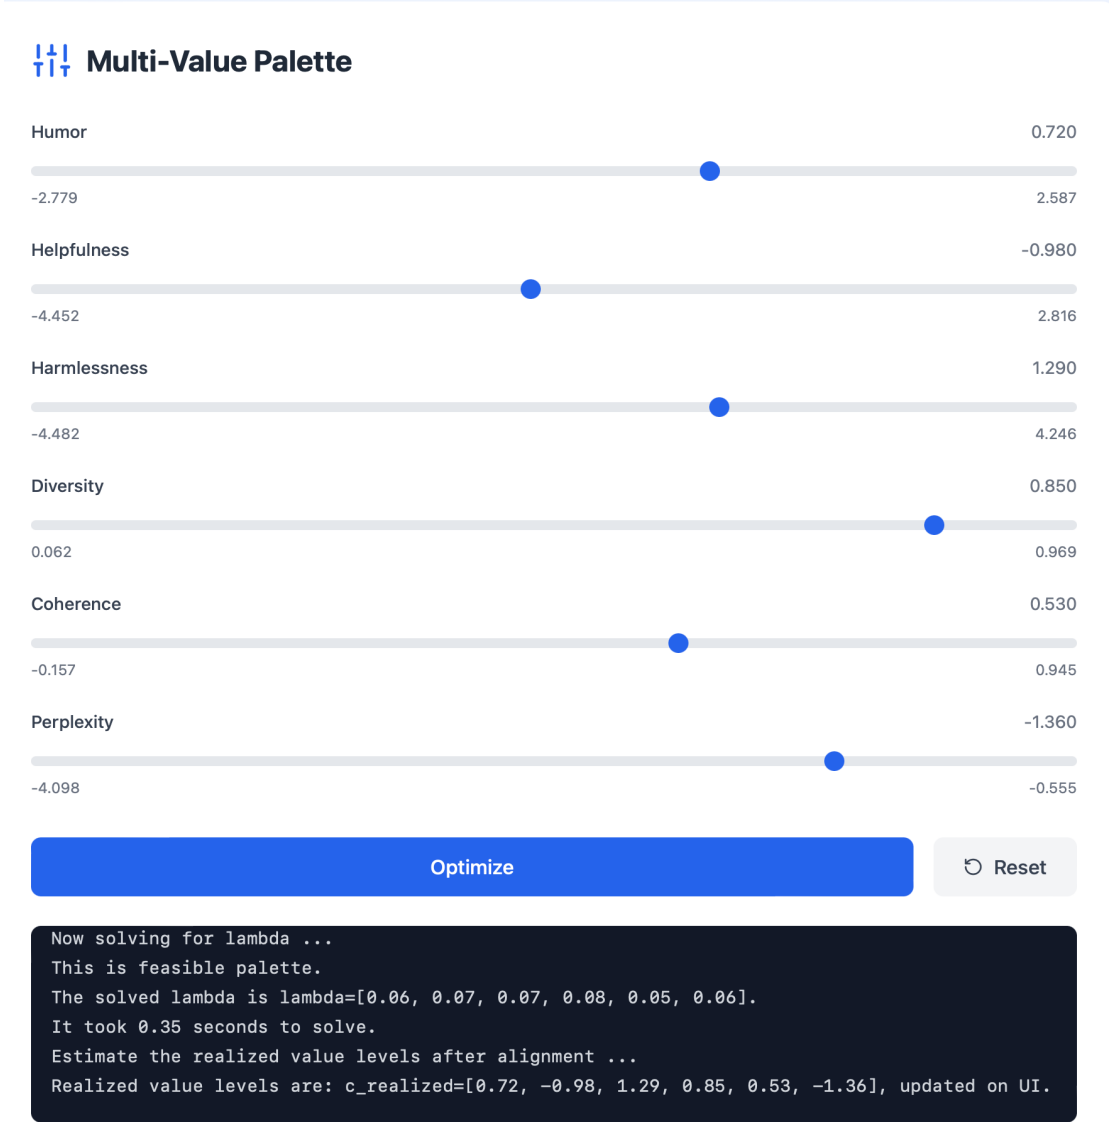 Multi-Value Palette
Humor 0.720
-2.779 2.587
Helpfulness -0.980
-4.452 2.816
Harmlessness 1.290
-4.482 4.246
Diversity 0.850
0.062 0.969
Coherence 0.530
-0.157 0.945
Perplexity -1.360
-4.098 -0.555
Optimize Reset
Now solving for lambda ...
This is feasible palette.
The solved lambda is lambda=[0.06, 0.07, 0.07, 0.08, 0.05, 0.06].
It took 0.35 seconds to solve.
Estimate the realized value levels after alignment ...
Realized value levels are: c_realized=[0.72, -0.98, 1.29, 0.85, 0.53, -1.36], updated on UI.